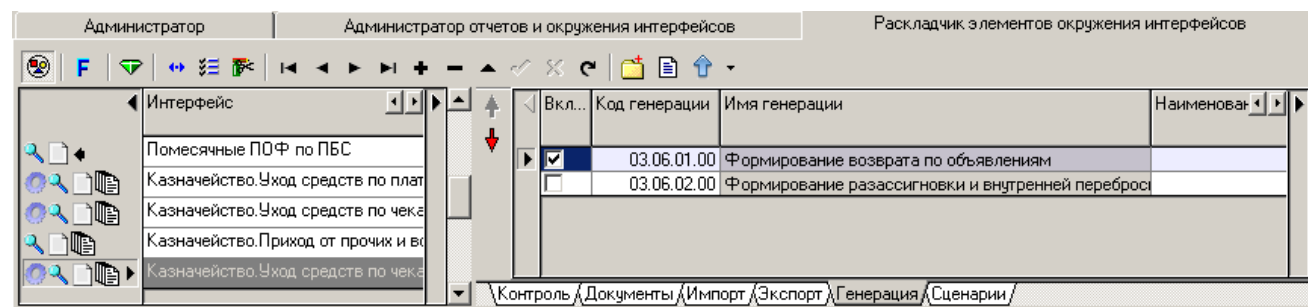 Администратор Администратор отчетов и окружения интерфейсов Раскладчик элементов окружения интерфейсов
F
Интерфейс Вкл... Код генерации Имя генерации Наименован
Помесячные ПОФ по ПБС
03.06.01.00 Формирование возврата по объявлениям
Казначейство.Уход средств по плат
03.06.02.00 Формирование разассигновки и внутренней переброс
Казначейство.Уход средств по чека
Казначейство.Приход от прочих и во
Казначейство.Уход средств по чека
Контроль Документы Импорт Экспорт Генерация Сценарии